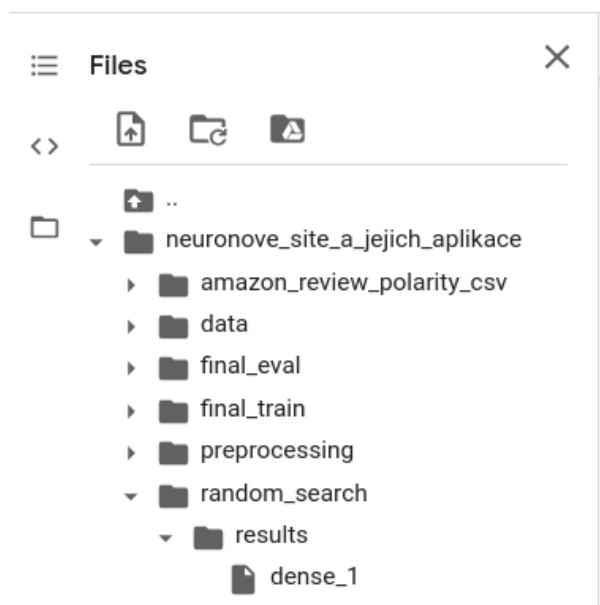 Files
..
neuronove_site_a_jejich_aplikace
amazon_review_polarity_csv
data
final_eval
final_train
preprocessing
random_search
results
dense_1